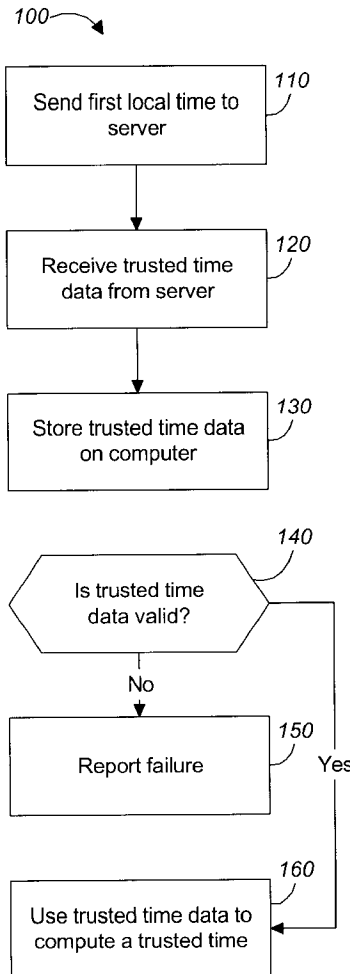 100
110
Send first local time to
server
120
Receive trusted time
data from server
130
Store trusted time data
on computer
140
Is trusted time
data valid?
No
150
Report failure
Yes
160
Use trusted time data to
compute a trusted time